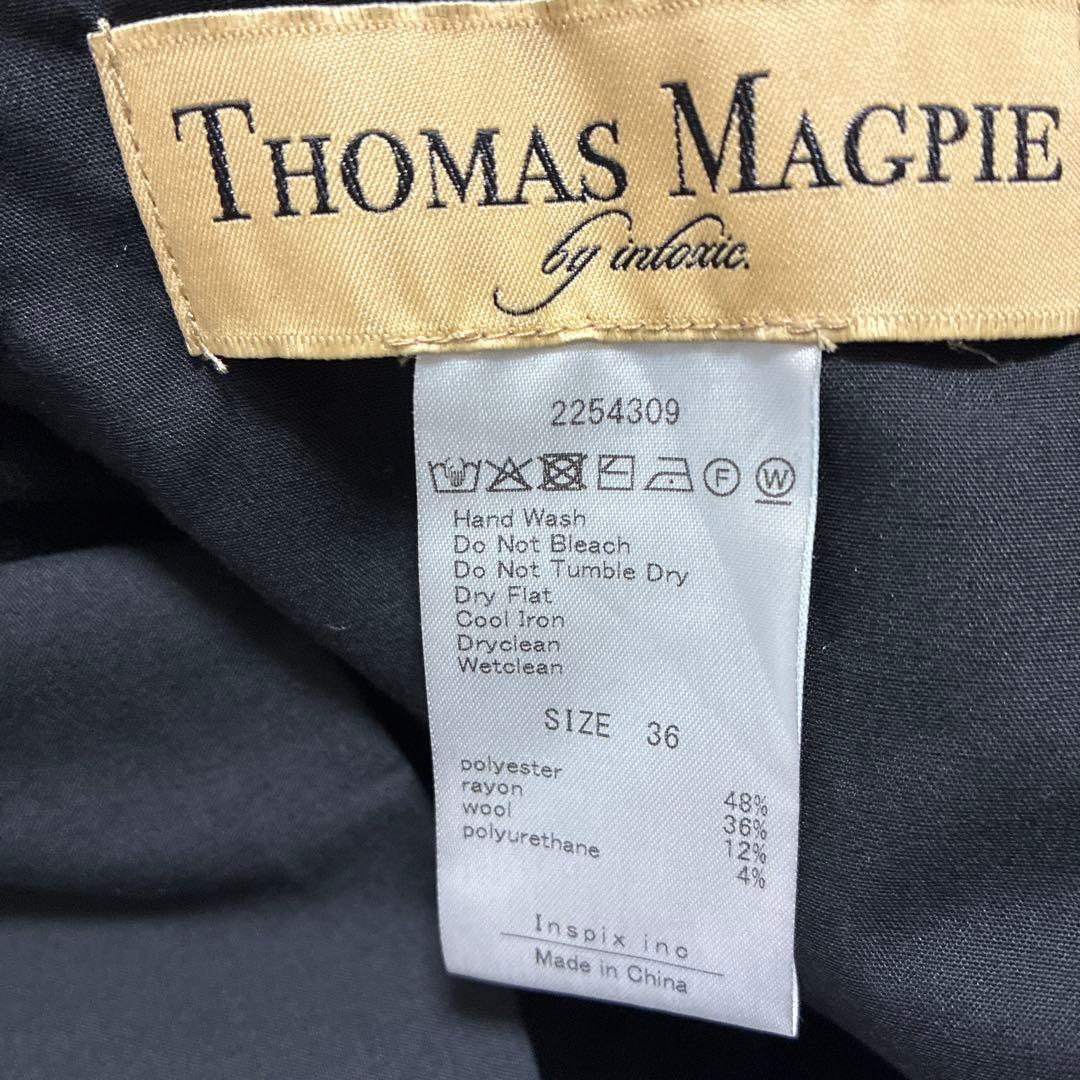 THOMAS MAGPIE
by intoxic.
2254309
F W
Hand Wash
Do Not Bleach
Do Not Tumble Dry
Dry Flat
Cool Iron
Dryclean
Wetclean
SIZE 36
polyester 48%
rayon 36%
wool 12%
polyurethane 4%
Inspix inc
Made in China